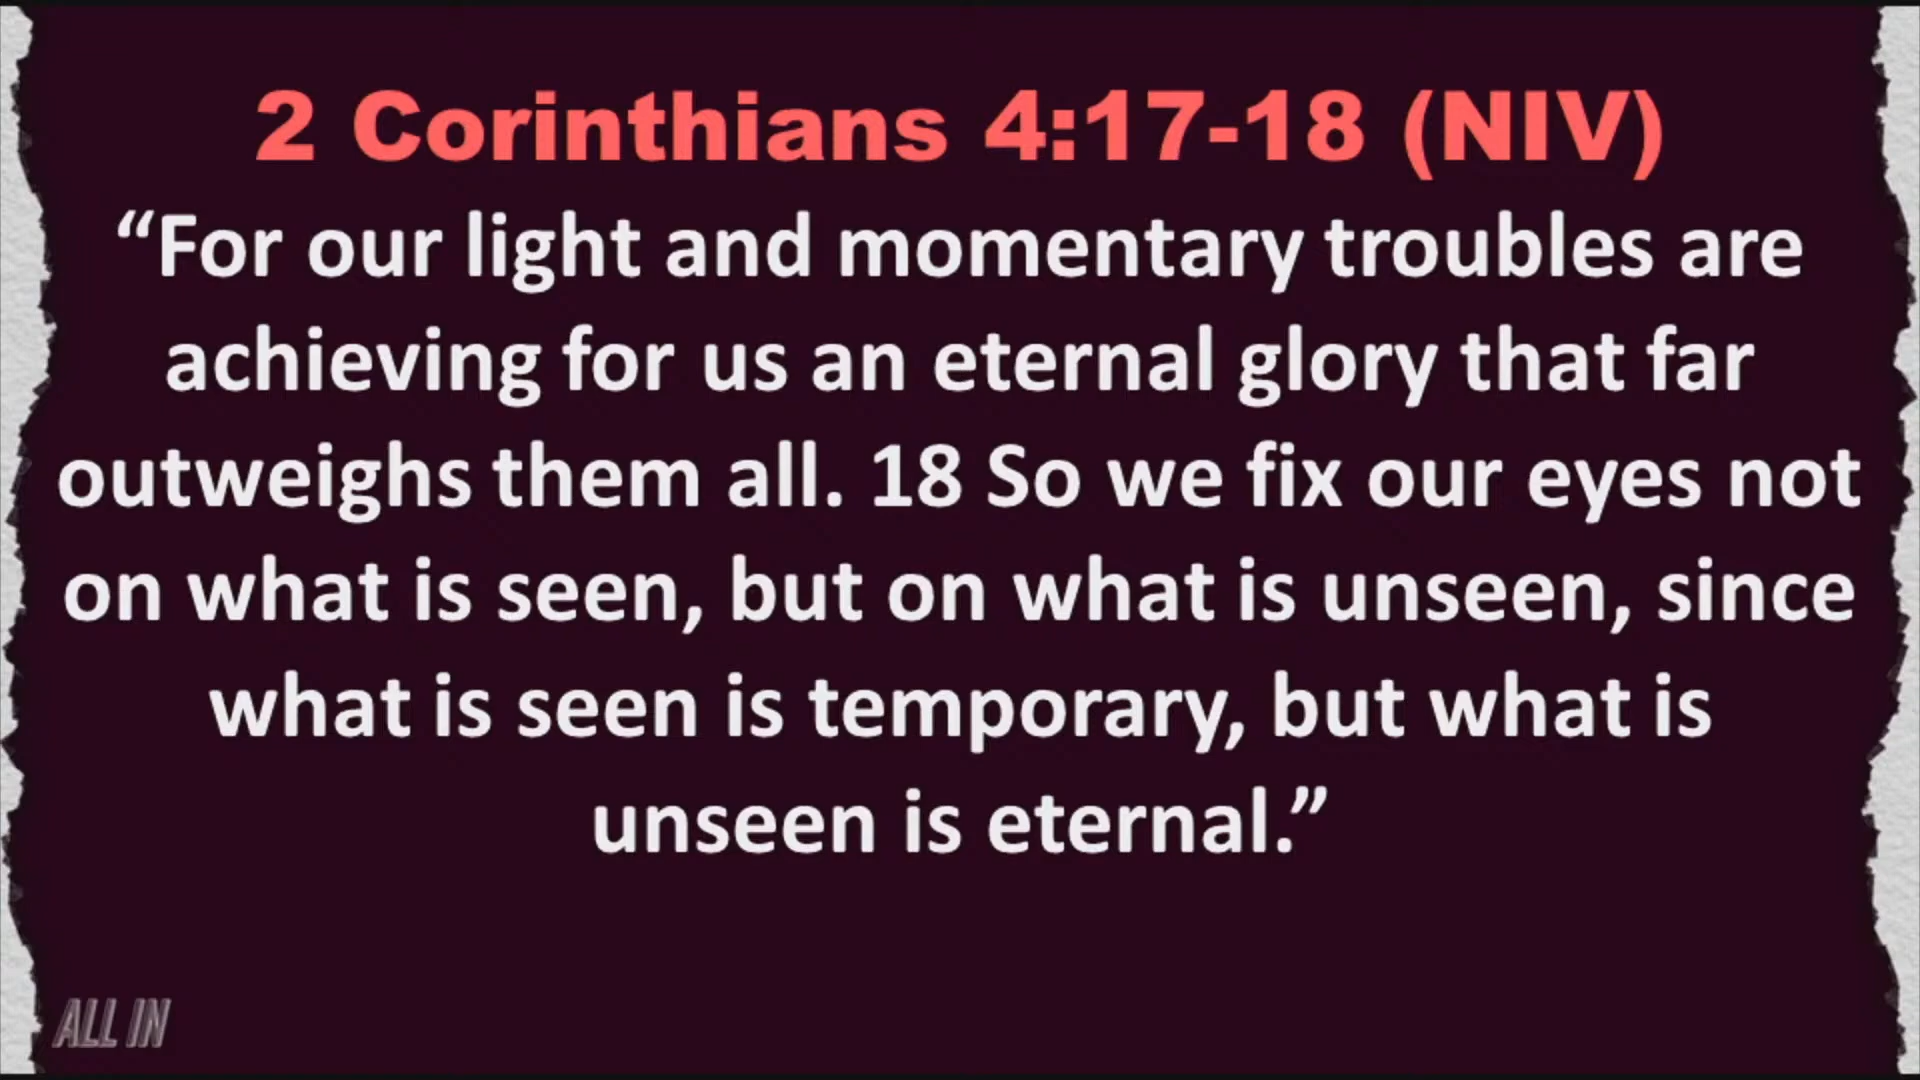 2 Corinthians 4:17-18 (NIV)
“For our light and momentary troubles are
achieving for us an eternal glory that far
outweighs them all. 18 So we fix our eyes not
on what is seen, but on what is unseen, since
what is seen is temporary, but what is
unseen is eternal.”
ALL IN